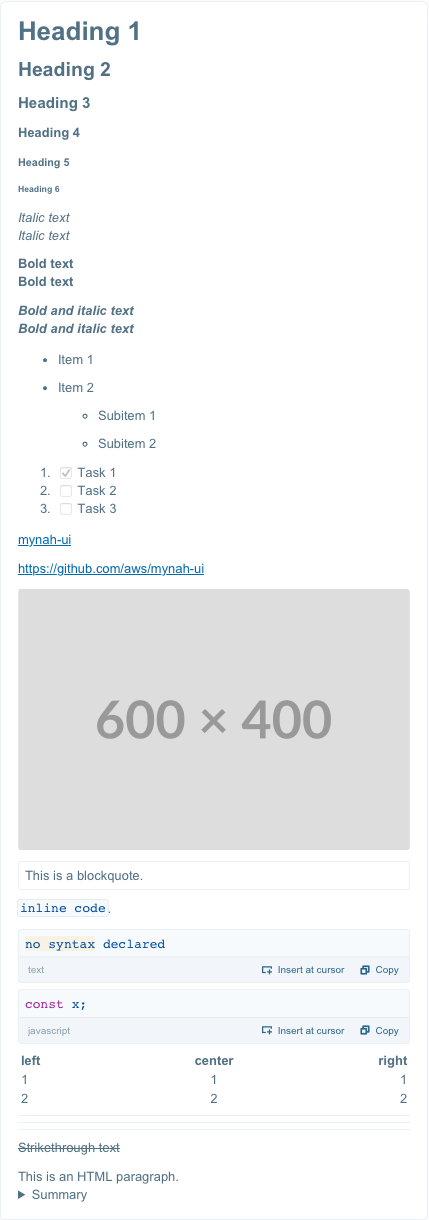 Heading 1
Heading 2
Heading 3
Heading 4
Heading 5
Heading 6
Italic text
Italic text
Bold text
Bold text
Bold and italic text
Bold and italic text
• Item 1
• Item 2
◦ Subitem 1
◦ Subitem 2
1. Task 1
2. Task 2
3. Task 3
mynah-ui
https://github.com/aws/mynah-ui
600 × 400
This is a blockquote.
inline code.
no syntax declared
text Insert at cursor Copy
const x;
javascript Insert at cursor Copy
left center right
1 1 1
2 2 2
Strikethrough text
This is an HTML paragraph.
Summary